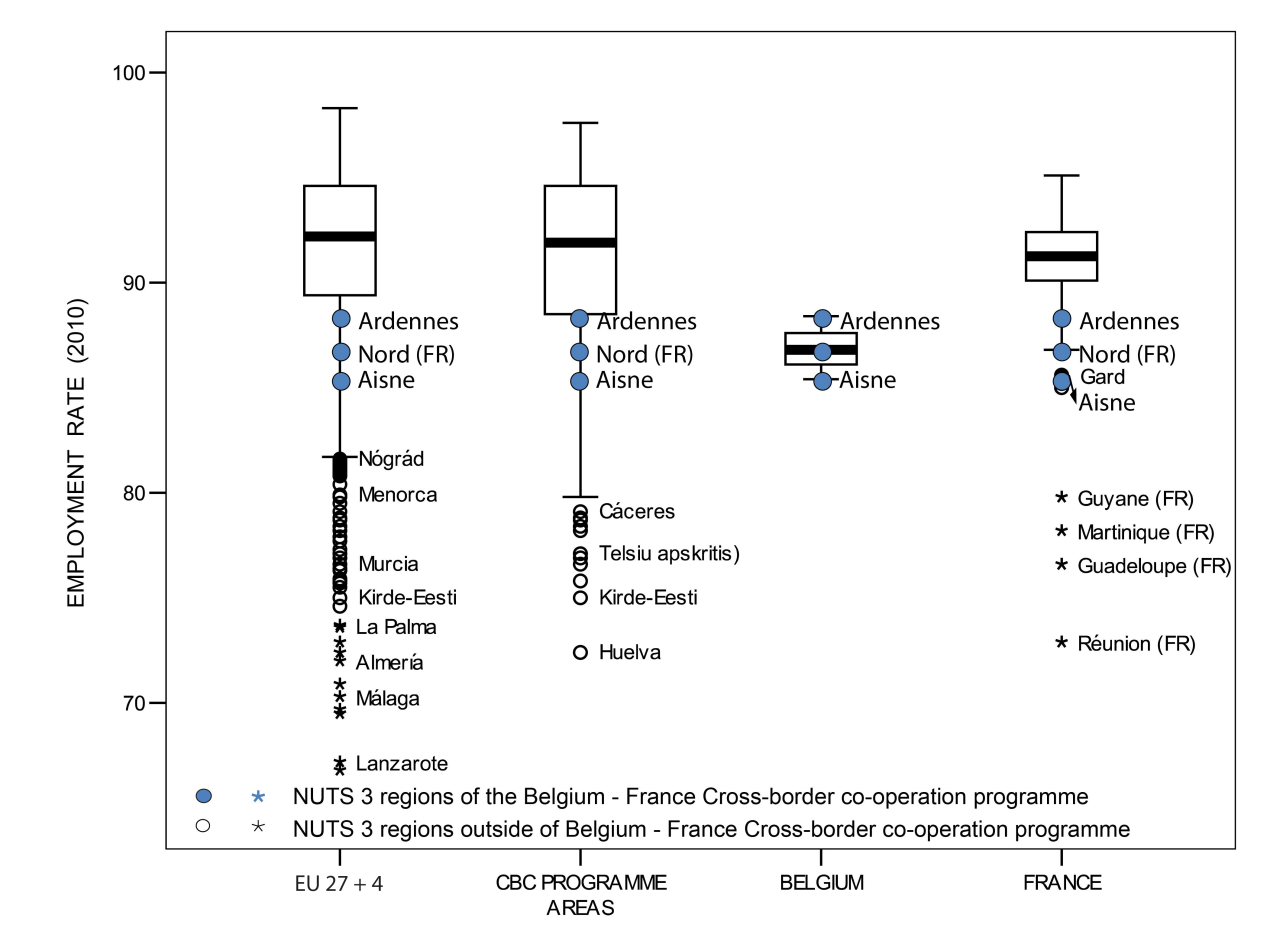 100
90
80
70
EMPLOYMENT RATE (2010)
Ardennes
Nord (FR)
Aisne
Nógrád
Menorca
Murcia
Kirde-Eesti
La Palma
Almería
Málaga
Lanzarote
Ardennes
Nord (FR)
Aisne
Cáceres
Telsiu apskritis)
Kirde-Eesti
Huelva
Ardennes
Aisne
Ardennes
Nord (FR)
Gard
Aisne
Guyane (FR)
Martinique (FR)
Guadeloupe (FR)
Réunion (FR)
NUTS 3 regions of the Belgium - France Cross-border co-operation programme
NUTS 3 regions outside of Belgium - France Cross-border co-operation programme
EU 27 + 4
CBC PROGRAMME
AREAS
BELGIUM
FRANCE